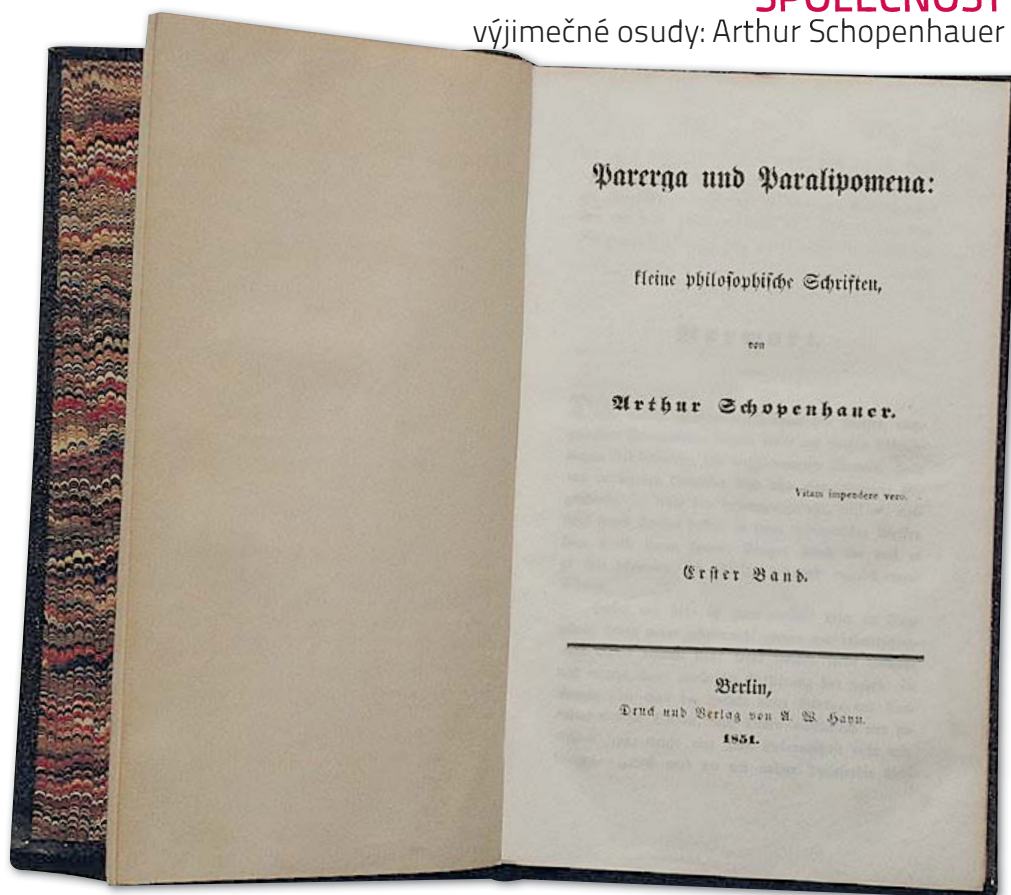 SPOLEČNOST
výjimečné osudy: Arthur Schopenhauer
Parerga und Paralipomena:
kleine philosophische Schriften,
von
Arthur Schopenhauer.
Vitam impendere vero.
Erster Band.
Berlin,
Druck und Verlag von A. W. Hayn.
1851.